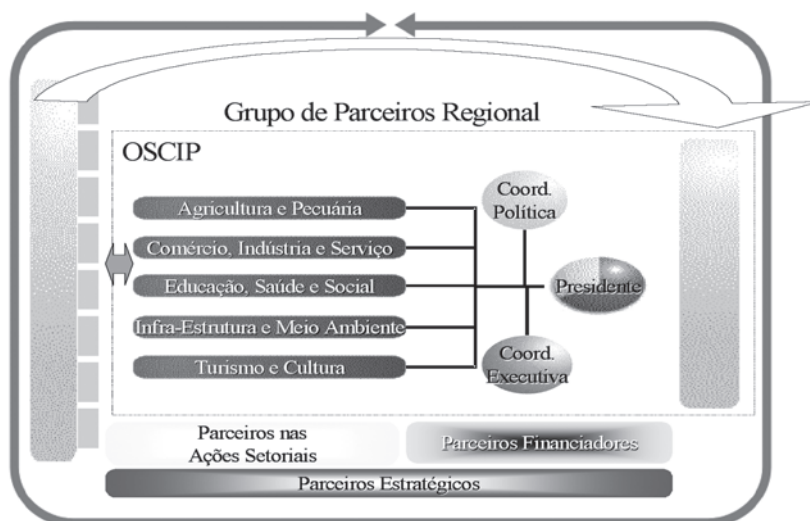 Grupo de Parceiros Regional
OSCIP
Agricultura e Pecuária
Comércio, Indústria e Serviço
Educação, Saúde e Social
Infra-Estrutura e Meio Ambiente
Turismo e Cultura
Coord.
Política
Presidente
Coord.
Executiva
Parceiros nas
Ações Setoriais
Parceiros Financiadores
Parceiros Estratégicos